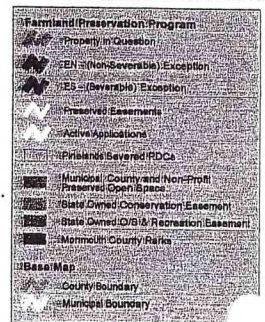 Farmland Preservation Program
Property in Question
EN - (Non-Severable) Exception
ES - (Severable) Exception
Preserved Easements
Active Applications
Pinelands Severed PDCs
Municipal, County and Non-Profit
Preserved Open Space
State Owned Conservation Easement
State Owned O/S & Recreation Easement
Monmouth County Parks
Base Map
County Boundary
Municipal Boundary